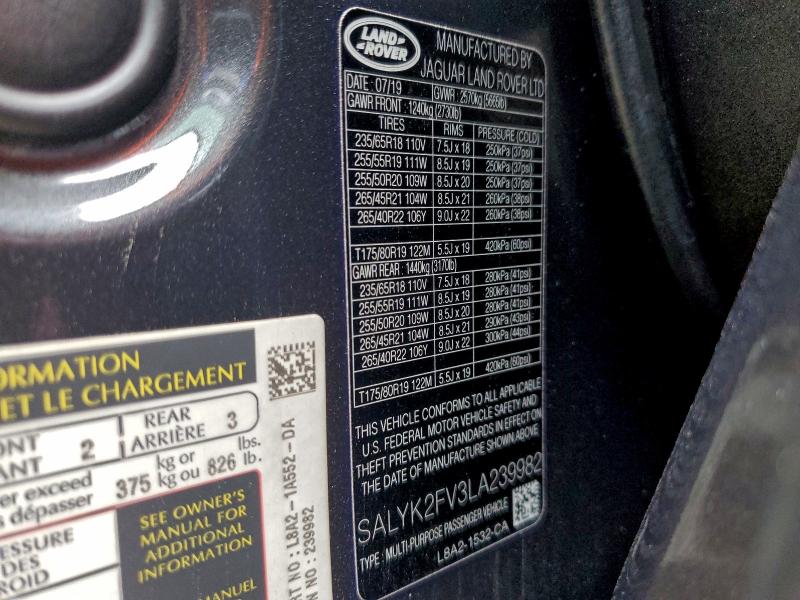 LAND
ROVER
MANUFACTURED BY
JAGUAR LAND ROVER LTD
DATE : 07/19 GVWR : 2570kg (5665lb)
GAWR FRONT : 1240kg (2730lb)
TIRES RIMS PRESSURE (COLD)
235/65R18 110V 7.5J x 18 250kPa (37psi)
255/55R19 111W 8.5J x 19 250kPa (37psi)
255/50R20 109W 8.5J x 20 250kPa (37psi)
265/45R21 104W 8.5J x 21 260kPa (38psi)
265/40R22 106Y 9.0J x 22 260kPa (38psi)
T175/80R19 122M 5.5J x 19 420kPa (60psi)
GAWR REAR : 1440kg (3170lb)
235/65R18 110V 7.5J x 18 280kPa (41psi)
255/55R19 111W 8.5J x 19 280kPa (41psi)
255/50R20 109W 8.5J x 20 280kPa (41psi)
265/45R21 104W 8.5J x 21 290kPa (43psi)
265/40R22 106Y 9.0J x 22 300kPa (44psi)
T175/80R19 122M 5.5J x 19 420kPa (60psi)
THIS VEHICLE CONFORMS TO ALL APPLICABLE
U.S. FEDERAL MOTOR VEHICLE SAFETY AND
THEFT PREVENTION STANDARDS IN EFFECT ON
THE DATE OF MANUFACTURE SHOWN ABOVE
SALYK2FV3LA239982
TYPE : MULTI-PURPOSE PASSENGER VEHICLE
L8A2-1532-CA
ORMATION
ET LE CHARGEMENT
ONT 2 REAR 3
ANT ARRIÈRE
er exceed 375 kg or 826 lbs.
s dépasser kg ou lb.
SEE OWNER'S
MANUAL FOR
ADDITIONAL
INFORMATION
ESSURE
DES
ROID
MANUEL
RT NO : L8A2-1A552-DA
N NO : 239982